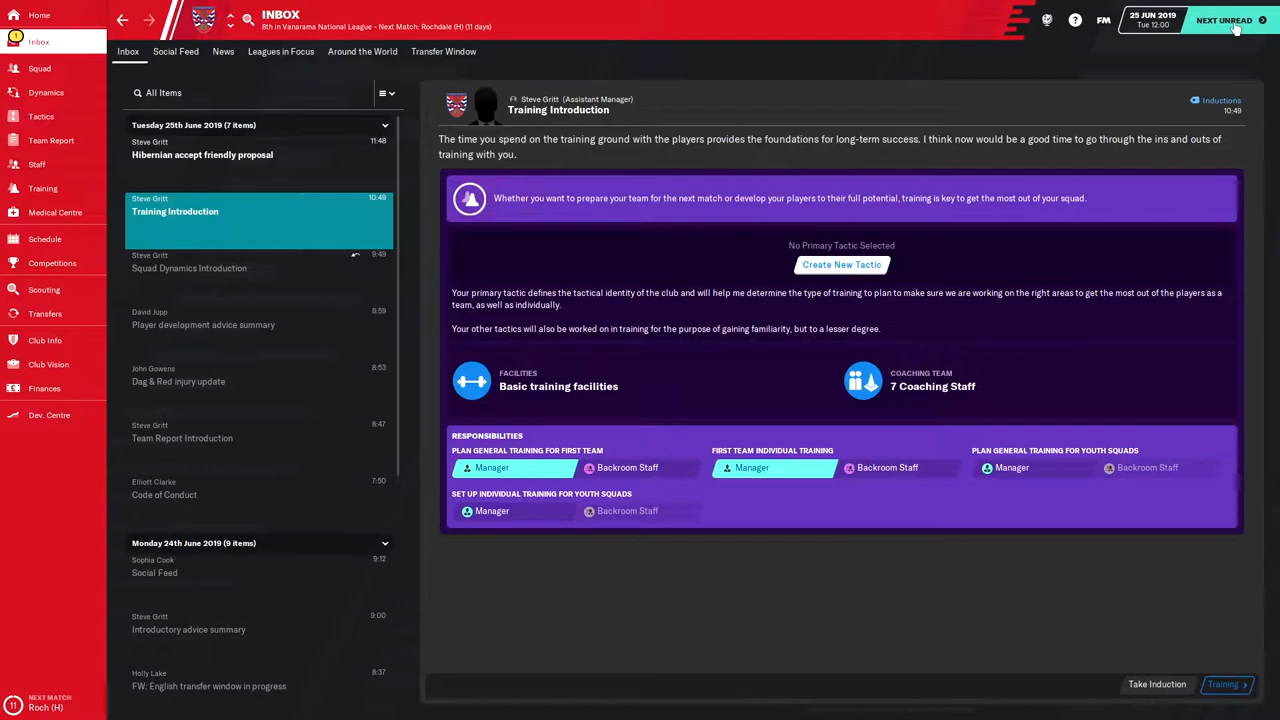 Home
INBOX
8th in Vanarama National League - Next Match: Rochdale (H) (11 days)
FM
25 JUN 2019
Tue 12:00
NEXT UNREAD
1
Inbox
Squad
Dynamics
Tactics
Team Report
Staff
Training
Medical Centre
Schedule
Competitions
Scouting
Transfers
Club Info
Club Vision
Finances
Dev. Centre
11
NEXT MATCH
Roch (H)
Inbox Social Feed News Leagues in Focus Around the World Transfer Window
All Items
Tuesday 25th June 2019 (7 items)
Steve Gritt 11:48
Hibernian accept friendly proposal
Steve Gritt 10:49
Training Introduction
Steve Gritt 9:49
Squad Dynamics Introduction
David Jupp 8:59
Player development advice summary
John Gowens 8:53
Dag & Red injury update
Steve Gritt 8:47
Team Report Introduction
Elliott Clarke 7:50
Code of Conduct
Monday 24th June 2019 (9 items)
Sophia Cook 9:12
Social Feed
Steve Gritt 9:00
Introductory advice summary
Holly Lake 8:37
FW: English transfer window in progress
Steve Gritt (Assistant Manager)
Training Introduction
Inductions
10:49
The time you spend on the training ground with the players provides the foundations for long-term success. I think now would be a good time to go through the ins and outs of
training with you.
Whether you want to prepare your team for the next match or develop your players to their full potential, training is key to get the most out of your squad.
No Primary Tactic Selected
Create New Tactic
Your primary tactic defines the tactical identity of the club and will help me determine the type of training to plan to make sure we are working on the right areas to get the most out of the players as a
team, as well as individually.
Your other tactics will also be worked on in training for the purpose of gaining familiarity, but to a lesser degree.
FACILITIES
Basic training facilities
COACHING TEAM
7 Coaching Staff
RESPONSIBILITIES
PLAN GENERAL TRAINING FOR FIRST TEAM
Manager Backroom Staff
FIRST TEAM INDIVIDUAL TRAINING
Manager Backroom Staff
PLAN GENERAL TRAINING FOR YOUTH SQUADS
Manager Backroom Staff
SET UP INDIVIDUAL TRAINING FOR YOUTH SQUADS
Manager Backroom Staff
Take Induction
Training